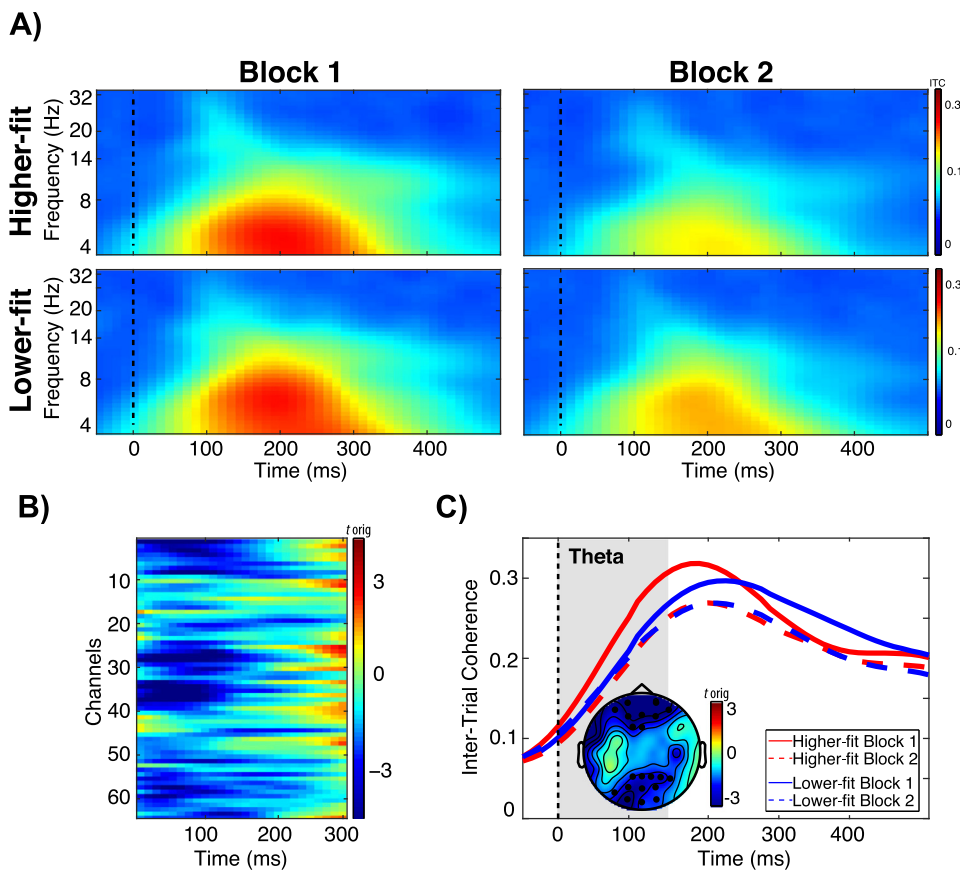 A)
Block 1
Block 2
Higher-fit
Frequency (Hz)
32
20
14
8
4
ITC
0.3
0.1
0
Lower-fit
Frequency (Hz)
32
20
14
8
4
0.3
0.1
0
0 100 200 300 400
Time (ms)
0 100 200 300 400
Time (ms)
B)
t orig
Channels
10
20
30
40
50
60
3
0
−3
100 200 300
Time (ms)
C)
Theta
Inter-Trial Coherence
0.3
0.2
0.1
0
t orig
3
2
0
-2
-3
Higher-fit Block 1
Higher-fit Block 2
Lower-fit Block 1
Lower-fit Block 2
0 100 200 300 400
Time (ms)